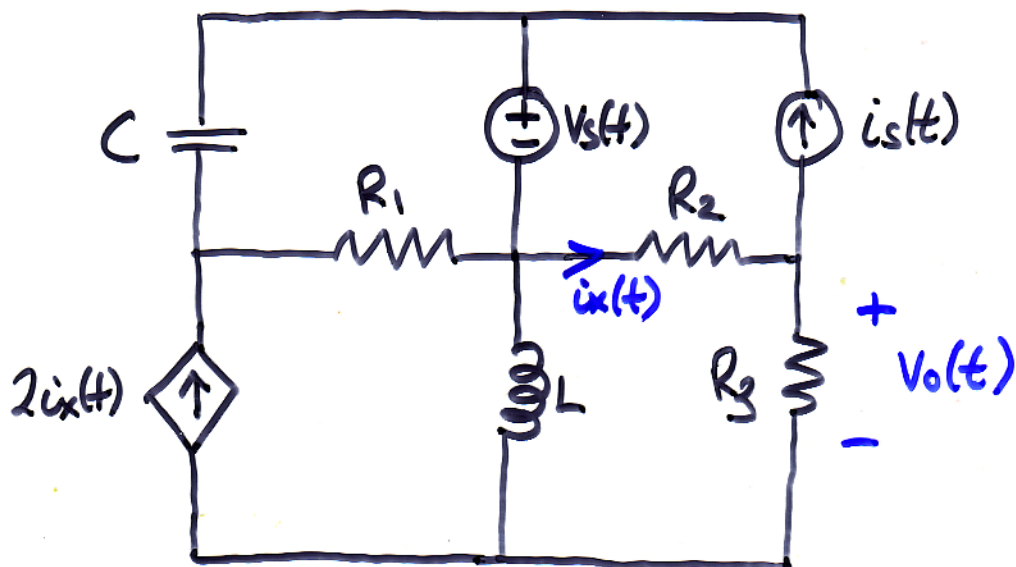 C
+
-
Vs(t)
is(t)
R1
R2
ix(t)
2ix(t)
L
R3
+
Vo(t)
-